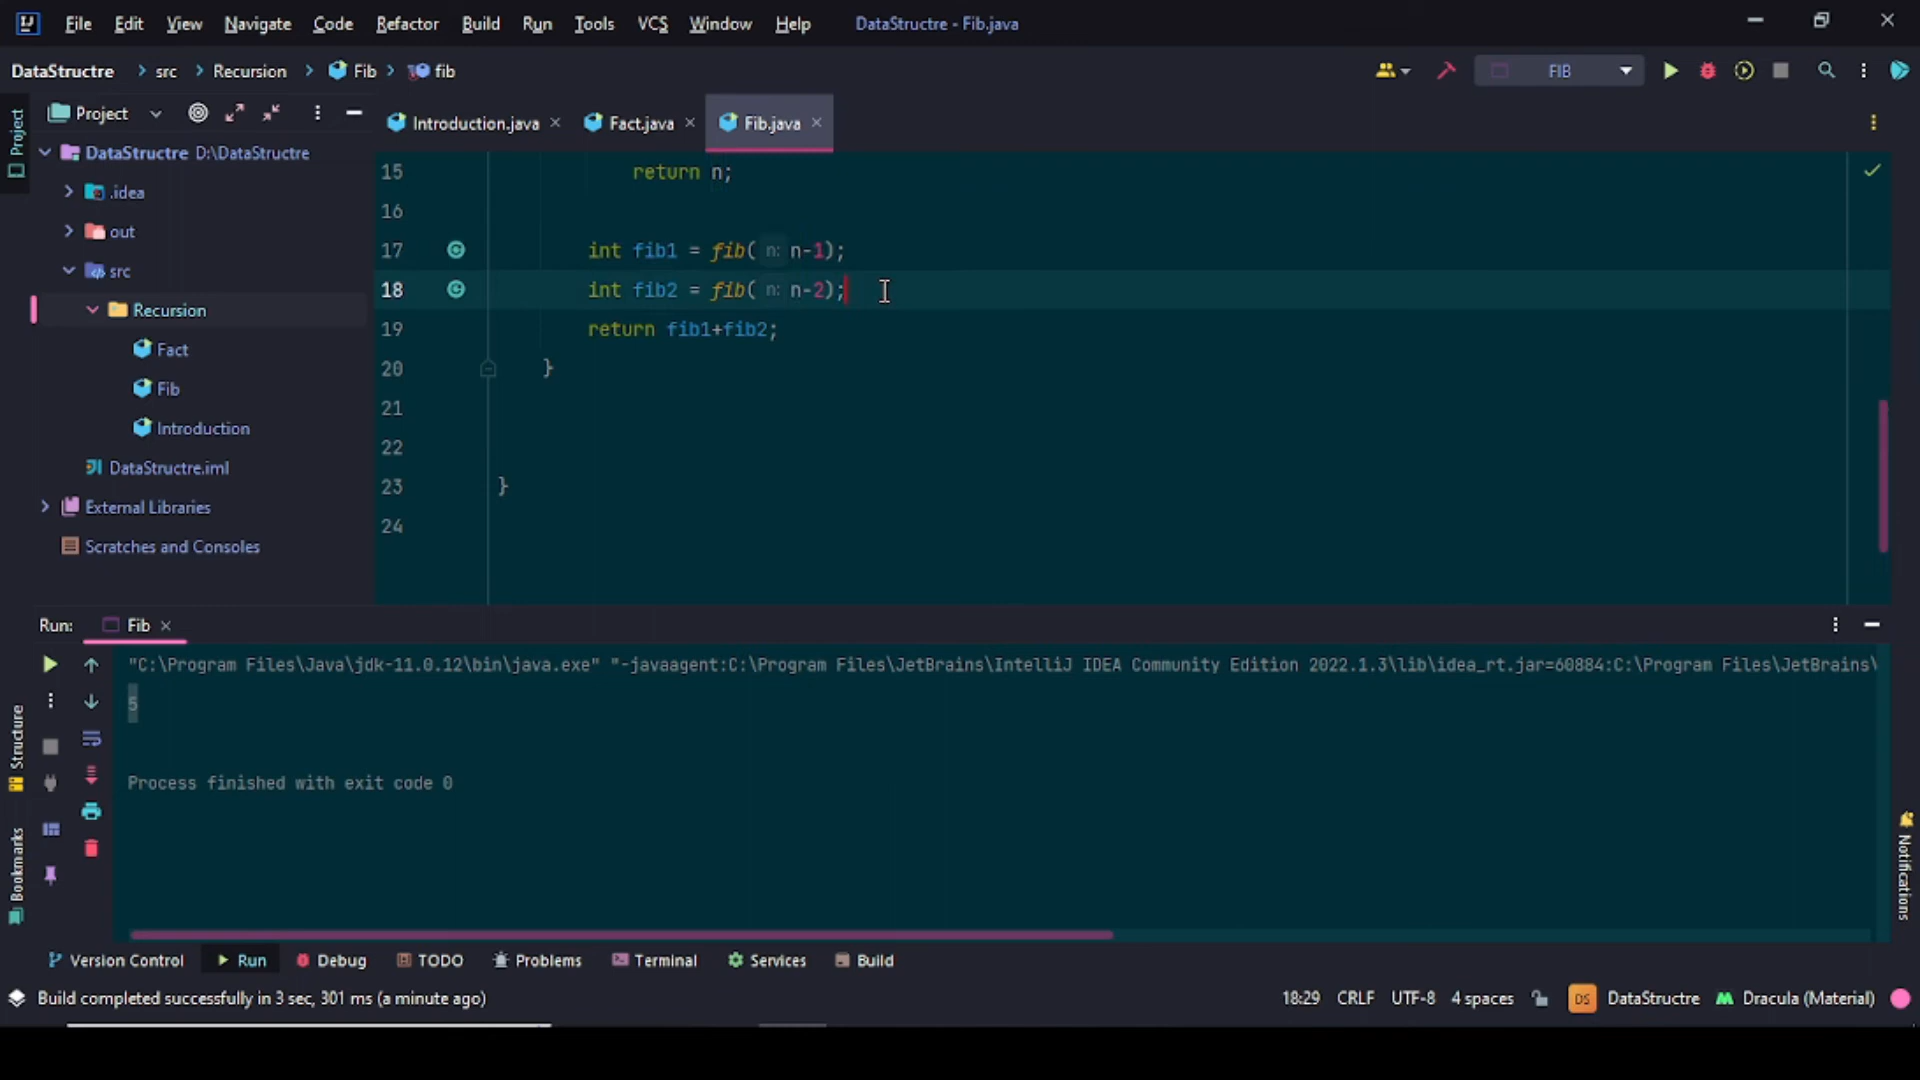 File Edit View Navigate Code Refactor Build Run Tools VCS Window Help DataStructre - Fib.java
DataStructre src Recursion Fib fib FIB
Project
Project
DataStructre D:\DataStructre
.idea
out
src
Recursion
Fact
Fib
Introduction
DataStructre.iml
External Libraries
Scratches and Consoles
Introduction.java Fact.java Fib.java
15 return n;
16
17 int fib1 = fib( n: n-1);
18 int fib2 = fib( n: n-2);
19 return fib1+fib2;
20 }
21
22
23 }
24
Run: Fib
"C:\Program Files\Java\jdk-11.0.12\bin\java.exe" "-javaagent:C:\Program Files\JetBrains\IntelliJ IDEA Community Edition 2022.1.3\lib\idea_rt.jar=60884:C:\Program Files\JetBrains\
5
Process finished with exit code 0
Structure
Bookmarks
Notifications
Version Control Run Debug TODO Problems Terminal Services Build
Build completed successfully in 3 sec, 301 ms (a minute ago) 18:29 CRLF UTF-8 4 spaces DS DataStructre Dracula (Material)